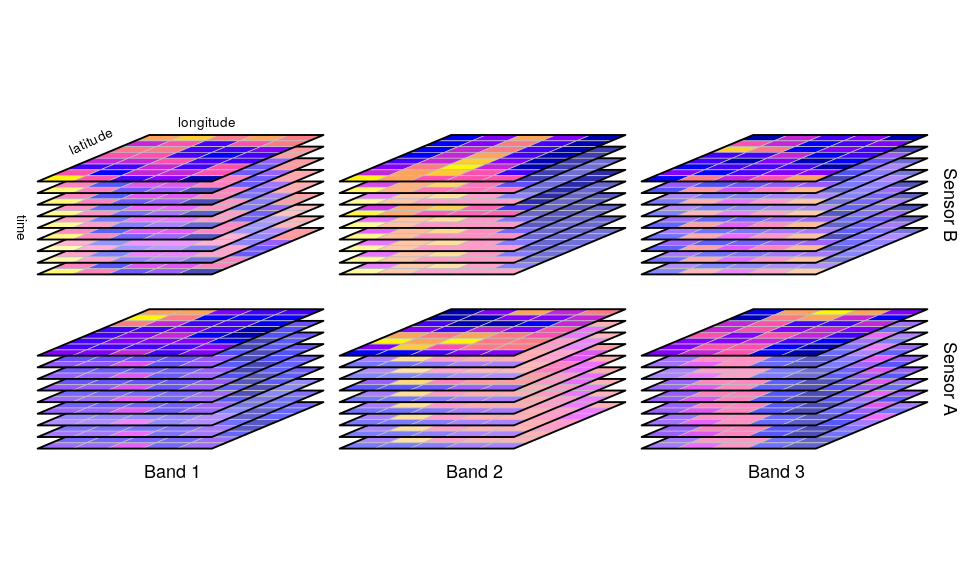 longitude
latitude
time
Sensor B
Sensor A
Band 1
Band 2
Band 3